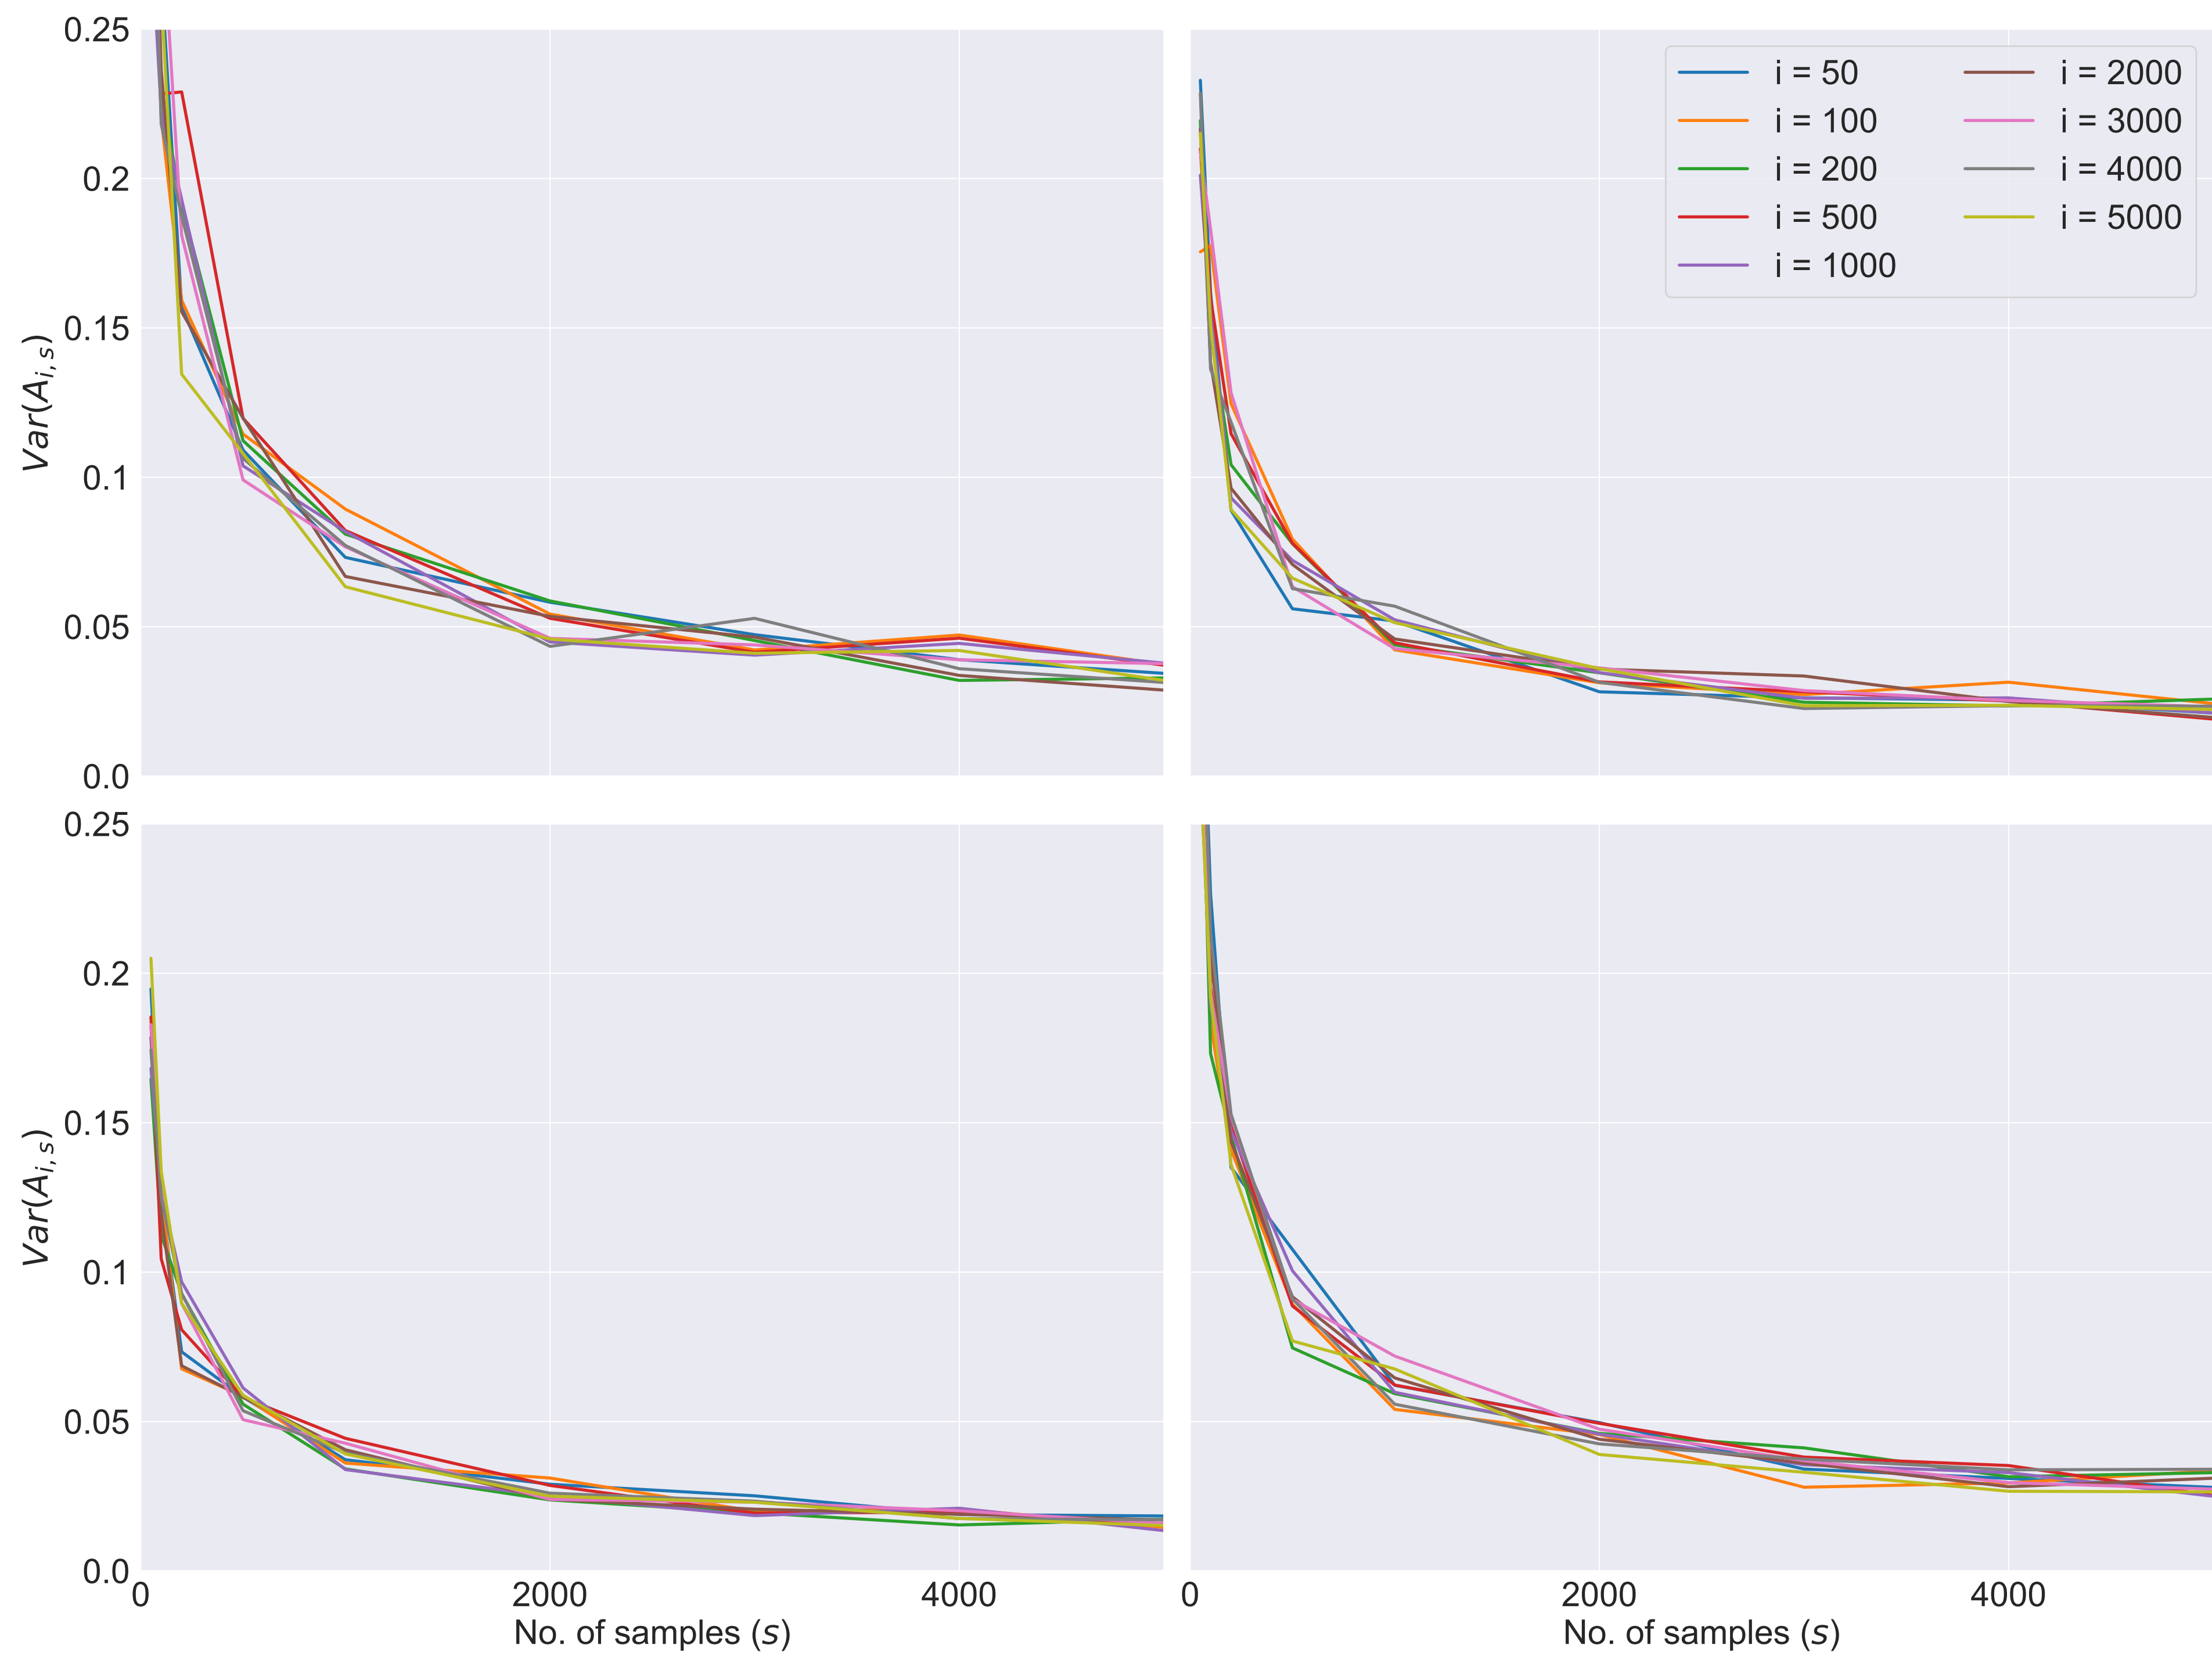 0.25
0.2
0.15
0.1
0.05
0.0
Var(A_{i,s})
i = 50
i = 100
i = 200
i = 500
i = 1000
i = 2000
i = 3000
i = 4000
i = 5000
0.25
0.2
0.15
0.1
0.05
0.0
Var(A_{i,s})
0 2000 4000
No. of samples (s)
0 2000 4000
No. of samples (s)